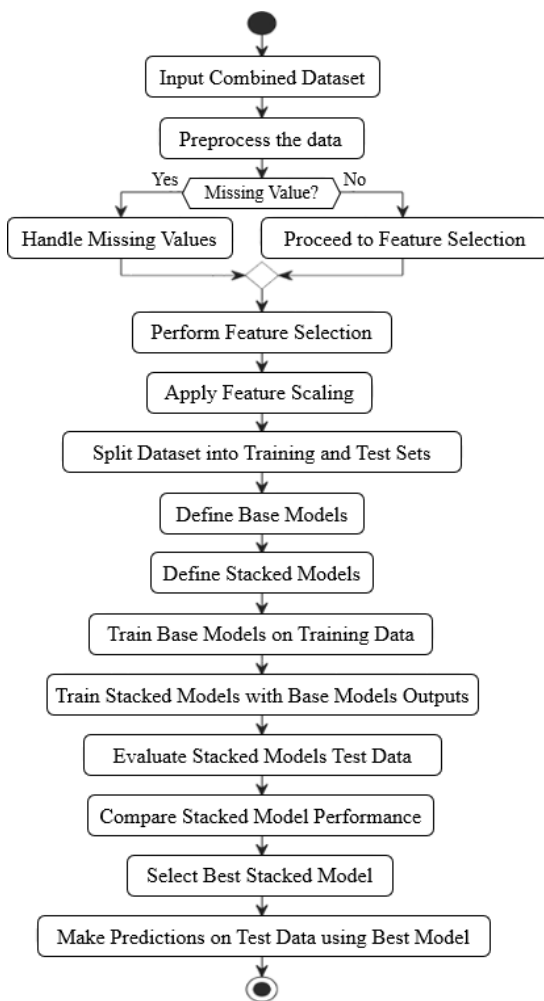 Input Combined Dataset
Preprocess the data
Yes
Missing Value?
No
Handle Missing Values
Proceed to Feature Selection
Perform Feature Selection
Apply Feature Scaling
Split Dataset into Training and Test Sets
Define Base Models
Define Stacked Models
Train Base Models on Training Data
Train Stacked Models with Base Models Outputs
Evaluate Stacked Models Test Data
Compare Stacked Model Performance
Select Best Stacked Model
Make Predictions on Test Data using Best Model